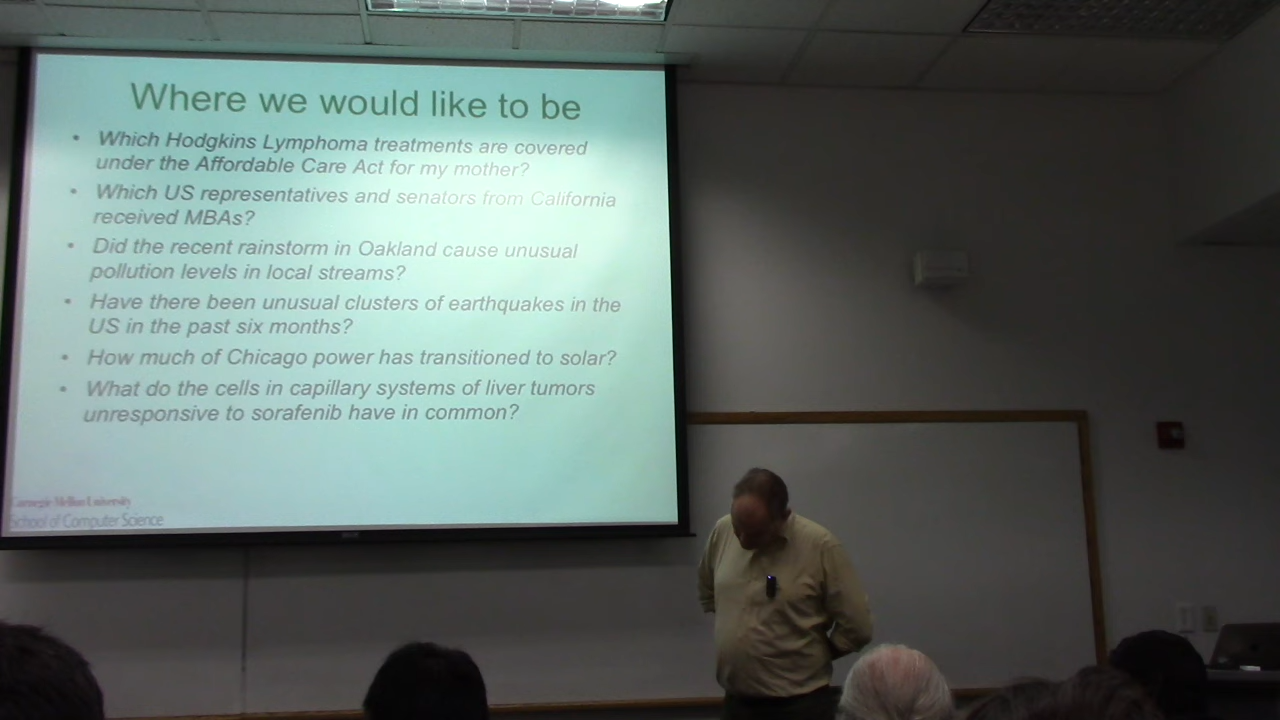 Where we would like to be
• Which Hodgkins Lymphoma treatments are covered
under the Affordable Care Act for my mother?
• Which US representatives and senators from California
received MBAs?
• Did the recent rainstorm in Oakland cause unusual
pollution levels in local streams?
• Have there been unusual clusters of earthquakes in the
US in the past six months?
• How much of Chicago power has transitioned to solar?
• What do the cells in capillary systems of liver tumors
unresponsive to sorafenib have in common?
Carnegie Mellon University
School of Computer Science